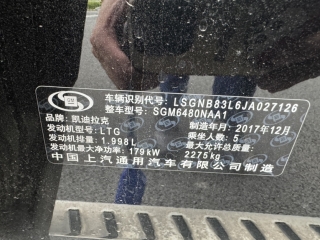 车辆识别代号: LSGNB83L6JA027126
整车型号: SGM6480NAA1
品牌: 凯迪拉克
制造年月: 2017年12月
发动机型号: LTG
乘坐人数: 5
发动机排量: 1.998L
最大允许总质量:
发动机最大净功率: 179kW
2275kg
中国上汽通用汽车有限公司制造